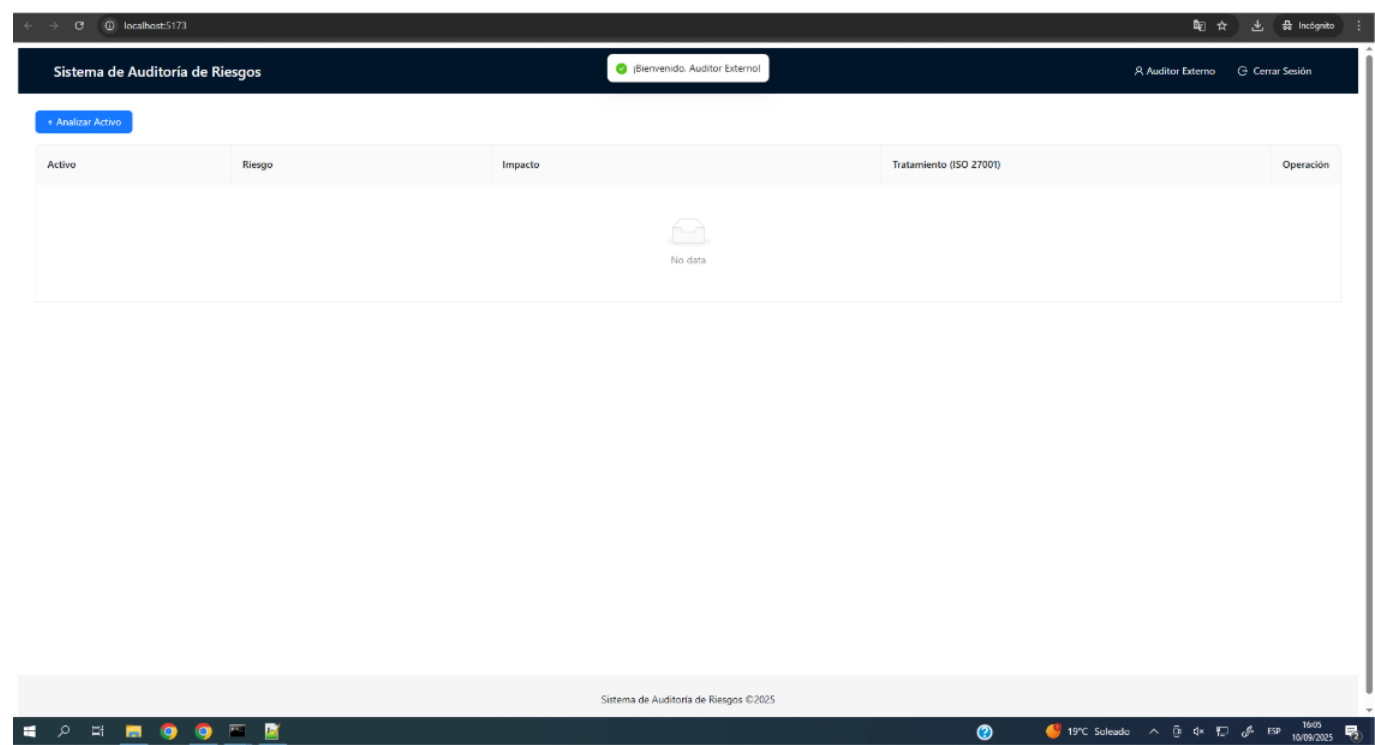 localhost:5173
Incógnito
Sistema de Auditoría de Riesgos
¡Bienvenido, Auditor Externo!
Auditor Externo
Cerrar Sesión
+ Analizar Activo
Activo Riesgo Impacto Tratamiento (ISO 27001) Operación
No data
Sistema de Auditoría de Riesgos ©2025
19°C Soleado
ESP
16:05
10/09/2025
2